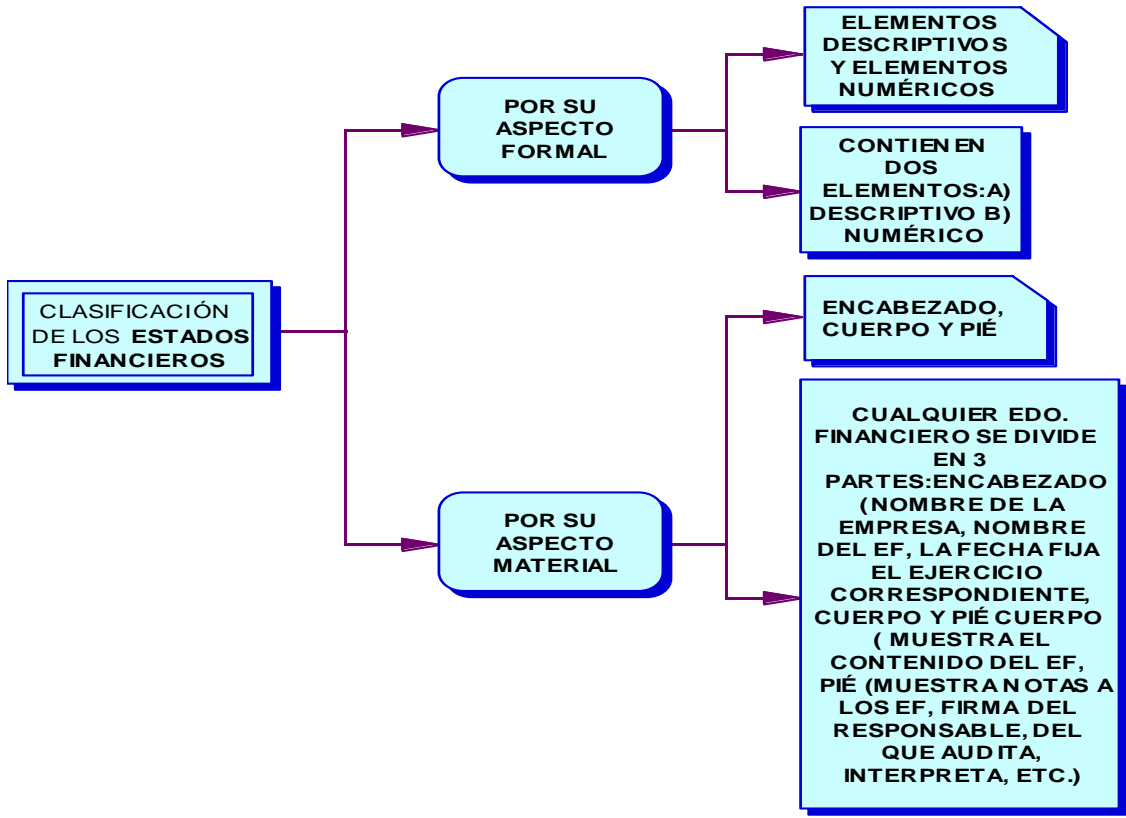 CLASIFICACIÓN
DE LOS ESTADOS
FINANCIEROS
POR SU
ASPECTO
FORMAL
ELEMENTOS
DESCRIPTIVOS
Y ELEMENTOS
NUMÉRICOS
CONTIENEN
DOS
ELEMENTOS:A)
DESCRIPTIVO B)
NUMÉRICO
POR SU
ASPECTO
MATERIAL
ENCABEZADO,
CUERPO Y PIÉ
CUALQUIER EDO.
FINANCIERO SE DIVIDE
EN 3
PARTES:ENCABEZADO
(NOMBRE DE LA
EMPRESA, NOMBRE
DEL EF, LA FECHA FIJA
EL EJERCICIO
CORRESPONDIENTE,
CUERPO Y PIÉ CUERPO
( MUESTRA EL
CONTENIDO DEL EF,
PIÉ (MUESTRA NOTAS A
LOS EF, FIRMA DEL
RESPONSABLE, DEL
QUE AUDITA,
INTERPRETA, ETC.)